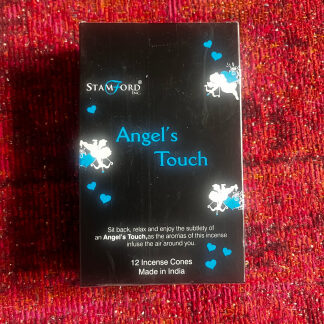 STAMFORD®
INC.
Angel's
Touch
Sit back, relax and enjoy the subtlety of
an Angel's Touch,as the aromas of this incense
infuse the air around you.
12 Incense Cones
Made in India